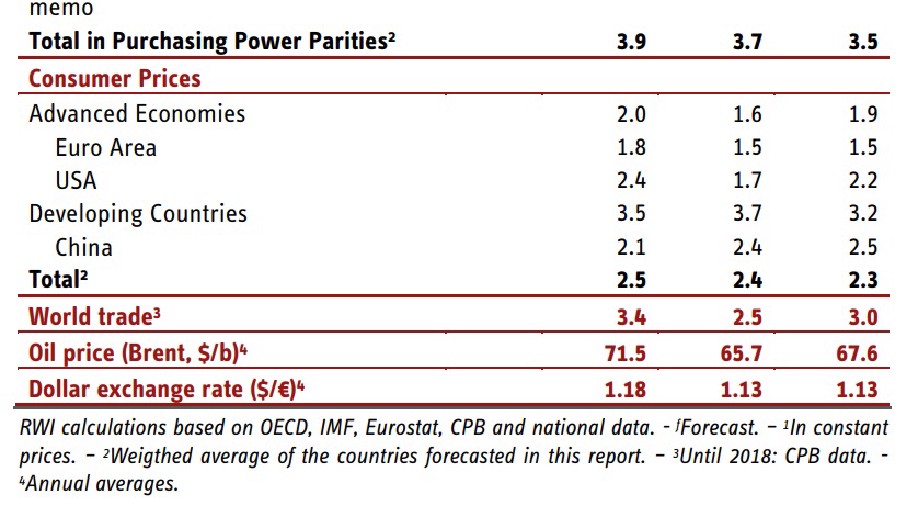 memo
Total in Purchasing Power Parities² 3.9 3.7 3.5
Consumer Prices
Advanced Economies 2.0 1.6 1.9
Euro Area 1.8 1.5 1.5
USA 2.4 1.7 2.2
Developing Countries 3.5 3.7 3.2
China 2.1 2.4 2.5
Total² 2.5 2.4 2.3
World trade³ 3.4 2.5 3.0
Oil price (Brent, $/b)⁴ 71.5 65.7 67.6
Dollar exchange rate ($/€)⁴ 1.18 1.13 1.13
RWI calculations based on OECD, IMF, Eurostat, CPB and national data. - ᶠForecast. – ¹In constant
prices. – ²Weigthed average of the countries forecasted in this report. – ³Until 2018: CPB data. -
⁴Annual averages.